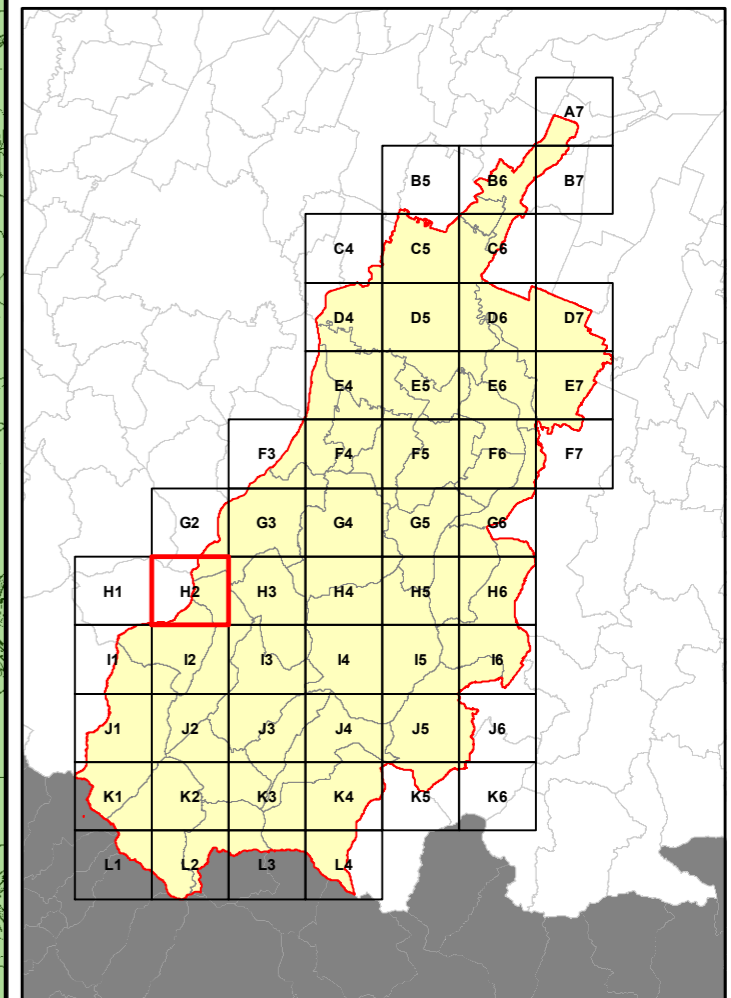 A7
B5 B6 B7
C4 C5 C6
D4 D5 D6 D7
E4 E5 E6 E7
F3 F4 F5 F6 F7
G2 G3 G4 G5 G6
H1 H2 H3 H4 H5 H6
I1 I2 I3 I4 I5 I6
J1 J2 J3 J4 J5 J6
K1 K2 K3 K4 K5 K6
L1 L2 L3 L4